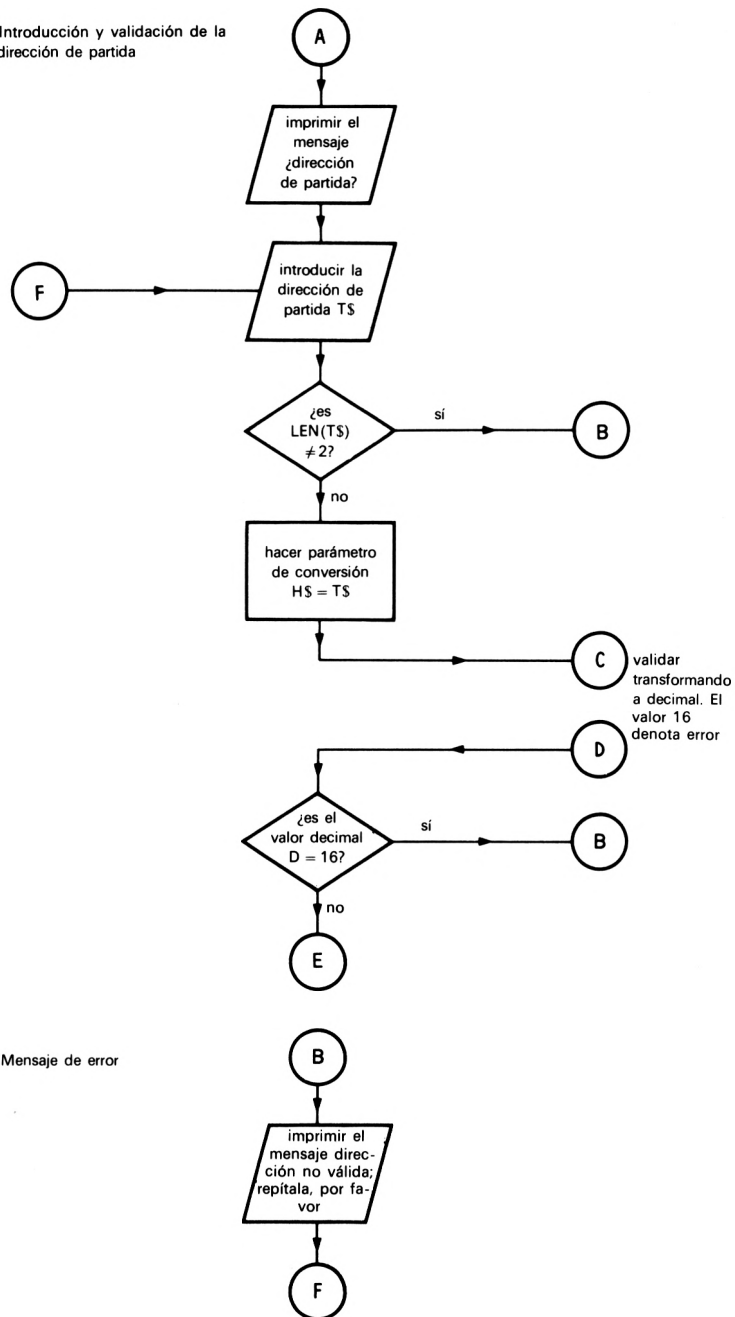 Introducción y validación de la
dirección de partida
A
imprimir el
mensaje
¿dirección
de partida?
F
introducir la
dirección de
partida T$
¿es
LEN(T$)
≠ 2?
sí
B
no
hacer parámetro
de conversión
H$ = T$
C
validar
transformando
a decimal. El
valor 16
denota error
D
¿es el
valor decimal
D = 16?
sí
B
no
E
Mensaje de error
B
imprimir el
mensaje direc-
ción no válida;
repítala, por fa-
vor
F